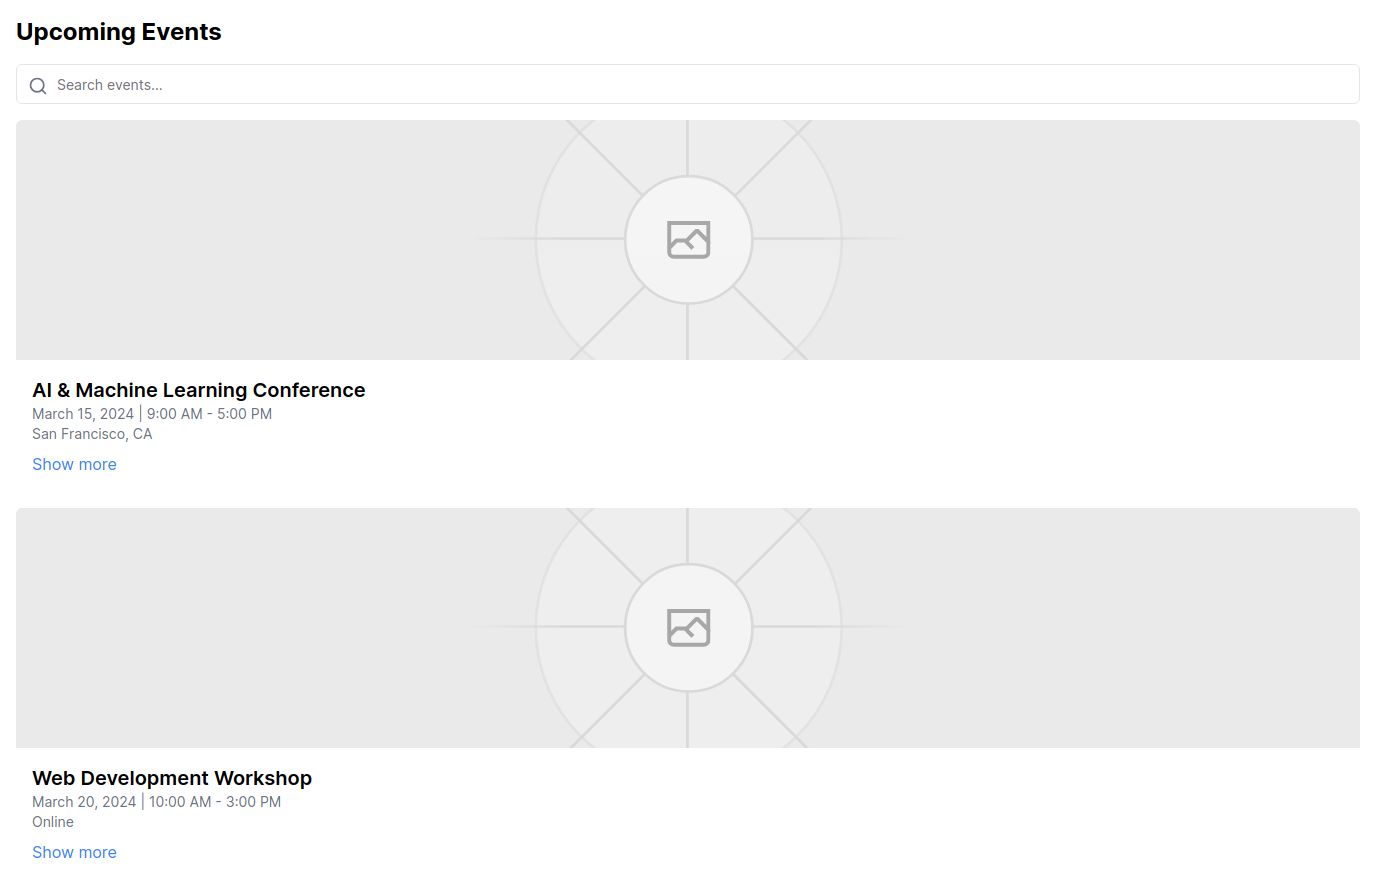 Upcoming Events
Search events...
AI & Machine Learning Conference
March 15, 2024 | 9:00 AM - 5:00 PM
San Francisco, CA
Show more
Web Development Workshop
March 20, 2024 | 10:00 AM - 3:00 PM
Online
Show more